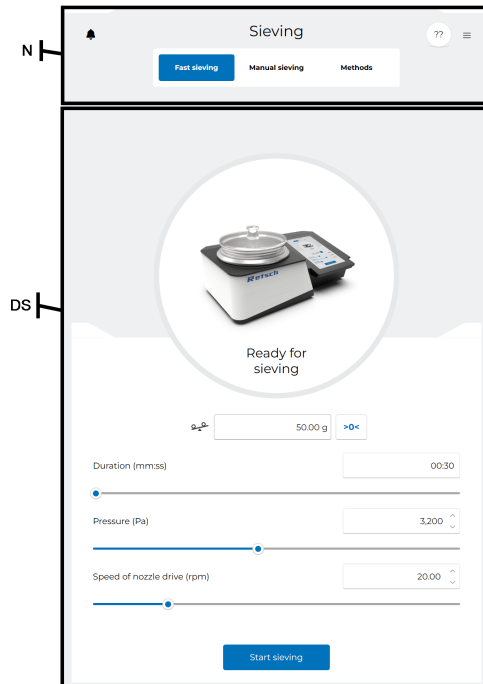 N
Sieving
??
Fast sieving Manual sieving Methods
DS
Retsch
Ready for
sieving
50.00 g >0<
Duration (mm:ss) 00:30
Pressure (Pa) 3,200
Speed of nozzle drive (rpm) 20.00
Start sieving